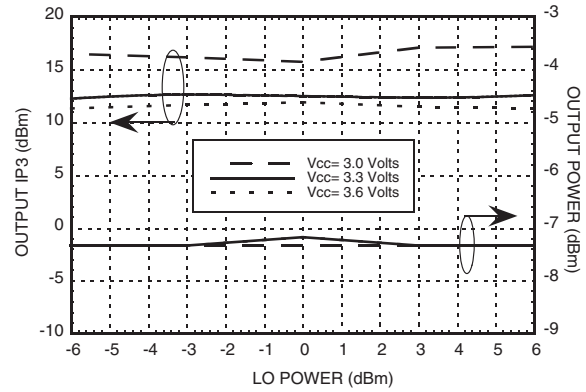 20
15
10
5
0
-5
-10
OUTPUT IP3 (dBm)
-3
-4
-5
-6
-7
-8
-9
OUTPUT POWER (dBm)
Vcc= 3.0 Volts
Vcc= 3.3 Volts
Vcc= 3.6 Volts
-6 -5 -4 -3 -2 -1 0 1 2 3 4 5 6
LO POWER (dBm)